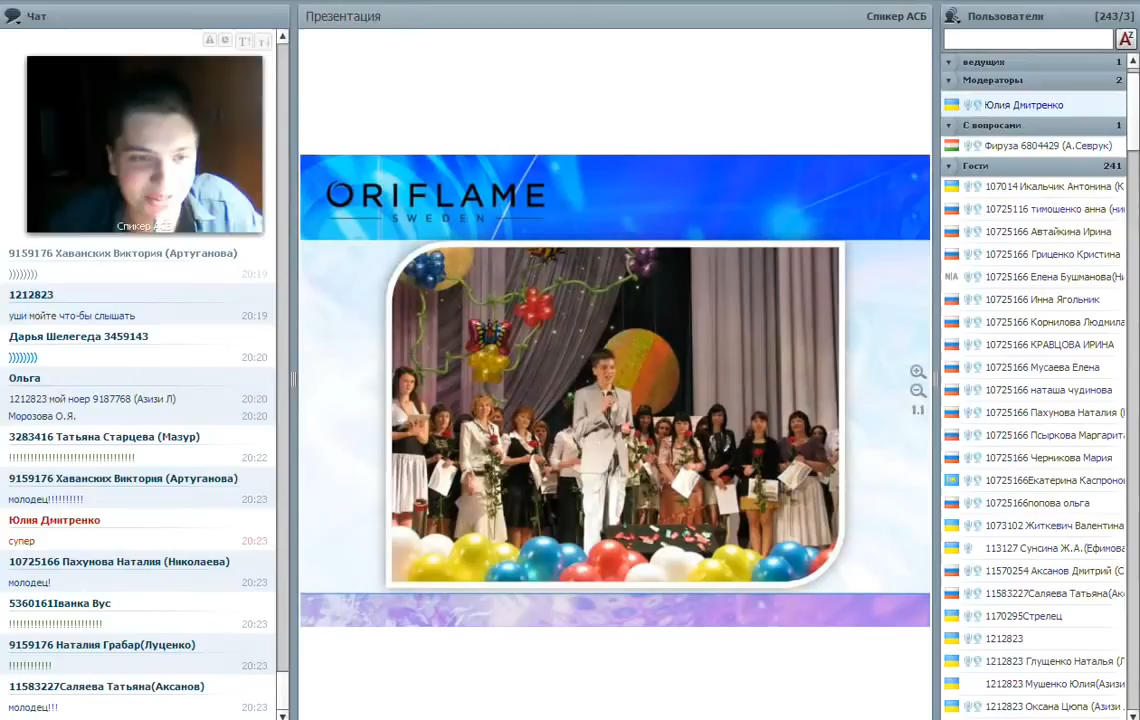 Чат
Спикер АСБ
9159176 Хаванских Виктория (Артуганова)
)))))))) 20:19
1212823
уши мойте что-бы слышать 20:19
Дарья Шелегеда 3459143
)))))))) 20:20
Ольга
1212823 мой ноер 9187768 (Азизи Л) 20:20
Морозова О.Я. 20:20
3283416 Татьяна Старцева (Мазур)
!!!!!!!!!!!!!!!!!!!!!!!!!!!!!!!!! 20:22
9159176 Хаванских Виктория (Артуганова)
молодец!!!!!!!!!! 20:23
Юлия Дмитренко
супер 20:23
10725166 Пахунова Наталия (Николаева)
молодец! 20:23
5360161Іванка Вус
!!!!!!!!!!!!!!!!!!!!!!!!! 20:23
9159176 Наталия Грабар(Луценко)
!!!!!!!!!!! 20:23
11583227Саляева Татьяна(Аксанов)
молодец!!! 20:23
Презентация Спикер АСБ
ORIFLAME
SWEDEN
1:1
Пользователи [243/3]
ведущих 1
Модераторы 2
Юлия Дмитренко
С вопросами 1
Фируза 6804429 (А.Севрук)
Гости 241
107014 Икальчик Антонина (К
10725116 тимошенко анна (ни
10725166 Автайкина Ирина
10725166 Гриценко Кристина
N|A 10725166 Елена Бушманова(Ни
10725166 Инна Ягольник
10725166 Корнилова Людмила
10725166 КРАВЦОВА ИРИНА
10725166 Мусаева Елена
10725166 наташа чудинова
10725166 Пахунова Наталия (Н
10725166 Псыркова Маргарит
10725166 Черникова Мария
10725166Екатерина Каспроно
10725166попова ольга
1073102 Житкевич Валентина
113127 Сунсина Ж.А.(Ефимова
11570254 Аксанов Дмитрий (С
11583227Саляева Татьяна(Ак
1170295Стрелец
1212823
1212823 Глущенко Наталья (Л
1212823 Мушенко Юлия(Азизи
1212823 Оксана Цюпа (Азизи